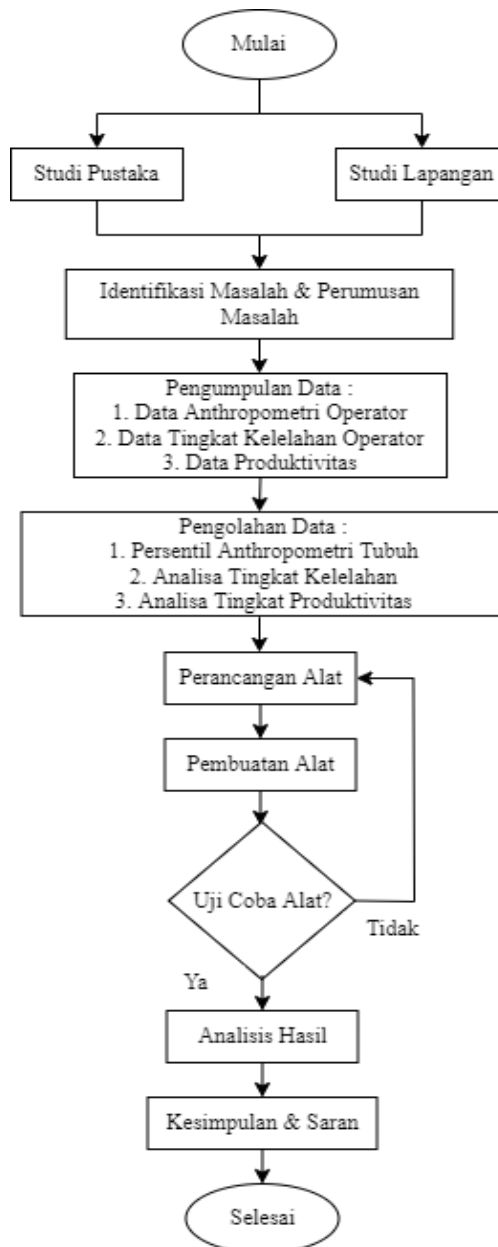 Mulai
Studi Pustaka
Studi Lapangan
Identifikasi Masalah & Perumusan
Masalah
Pengumpulan Data :
1. Data Anthropometri Operator
2. Data Tingkat Kelelahan Operator
3. Data Produktivitas
Pengolahan Data :
1. Persentil Anthropometri Tubuh
2. Analisa Tingkat Kelelahan
3. Analisa Tingkat Produktivitas
Perancangan Alat
Pembuatan Alat
Uji Coba Alat?
Tidak
Ya
Analisis Hasil
Kesimpulan & Saran
Selesai